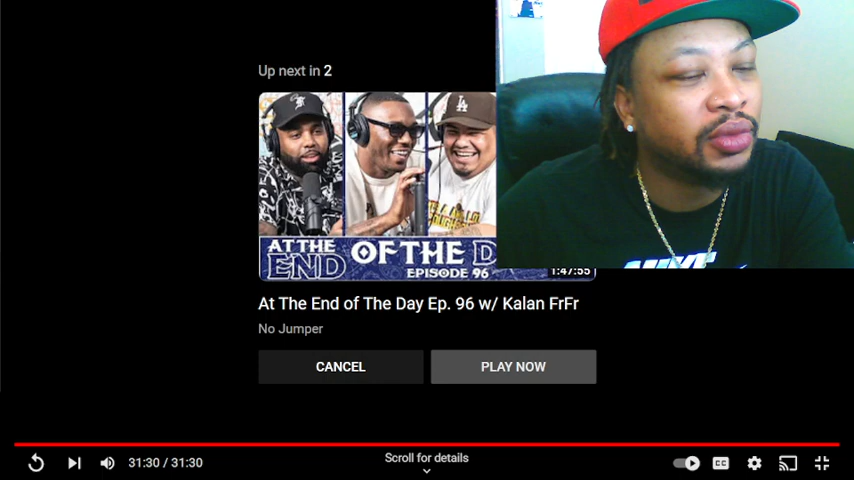 Up next in 2
AT THE
END
OF THE D
EPISODE 96
1:47:55
At The End of The Day Ep. 96 w/ Kalan FrFr
No Jumper
CANCEL
PLAY NOW
31:30 / 31:30
Scroll for details
CC